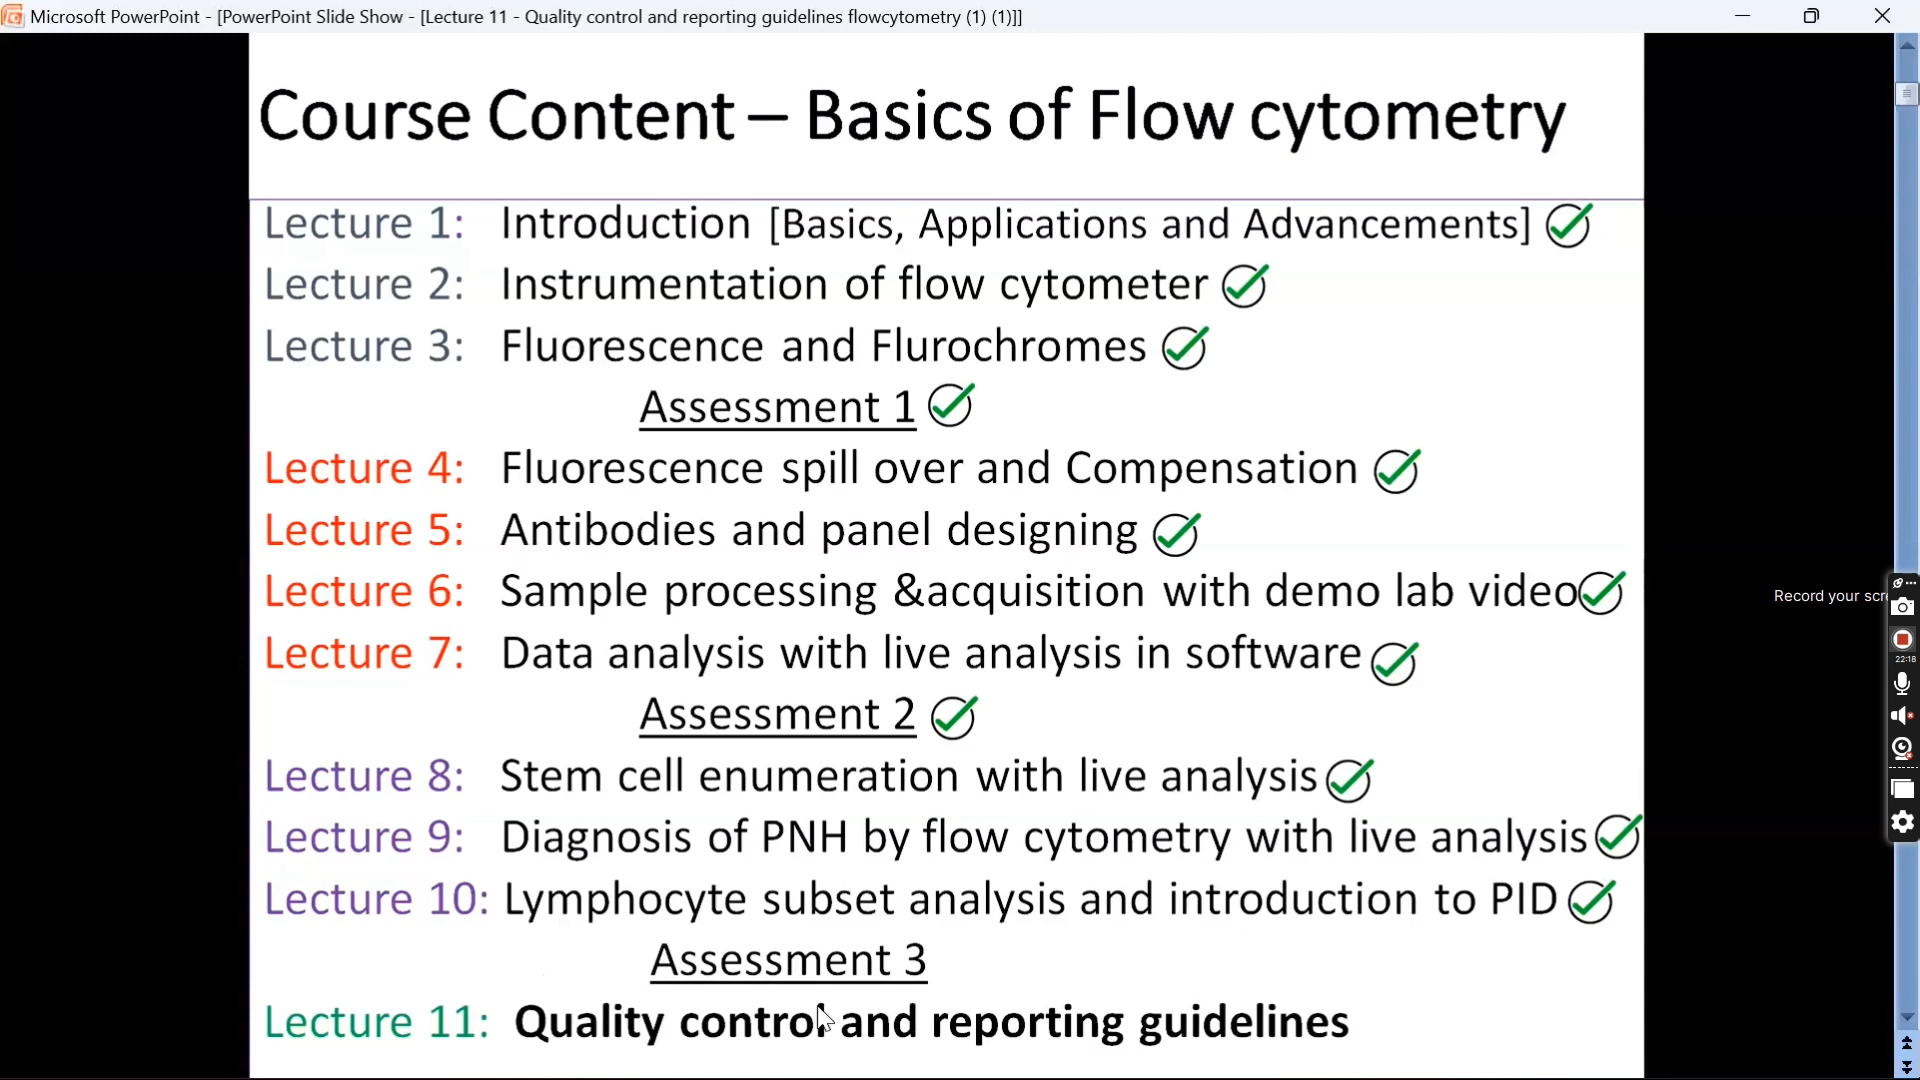 Microsoft PowerPoint - [PowerPoint Slide Show - [Lecture 11 - Quality control and reporting guidelines flowcytometry (1) (1)]]
Course Content – Basics of Flow cytometry
Lecture 1: Introduction [Basics, Applications and Advancements]
Lecture 2: Instrumentation of flow cytometer
Lecture 3: Fluorescence and Flurochromes
Assessment 1
Lecture 4: Fluorescence spill over and Compensation
Lecture 5: Antibodies and panel designing
Lecture 6: Sample processing &acquisition with demo lab video
Record your scre
Lecture 7: Data analysis with live analysis in software
22:18
Assessment 2
Lecture 8: Stem cell enumeration with live analysis
Lecture 9: Diagnosis of PNH by flow cytometry with live analysis
Lecture 10: Lymphocyte subset analysis and introduction to PID
Assessment 3
Lecture 11: Quality control and reporting guidelines